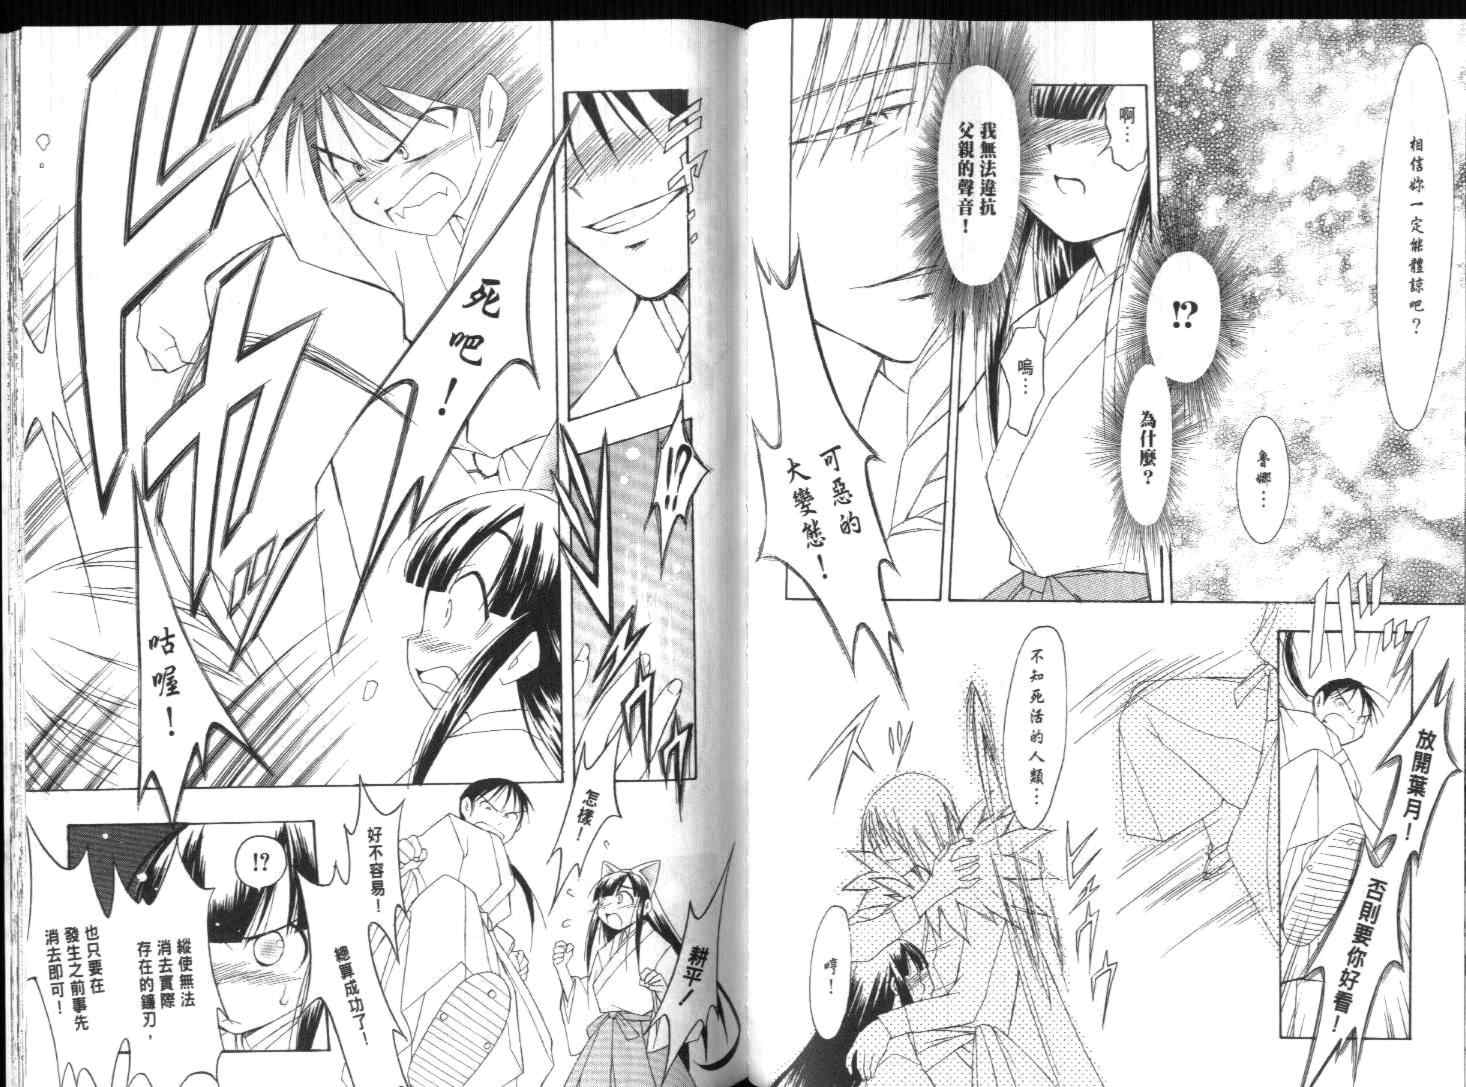 相信妳一定能體諒吧？
魯娜…
啊…
!?
為什麼？
我無法違抗
父親的聲音！
嗚…
可惡的
大變態！
放開葉月！
否則要你好看！
不知死活的人類…
哼！
!?
死吧！
咕喔！
怎樣！
耕平！
好不容易！
總算成功了！
!?
縱使無法
消去實際
存在的鐮刃，
也只要在
發生之前事先
消去即可！